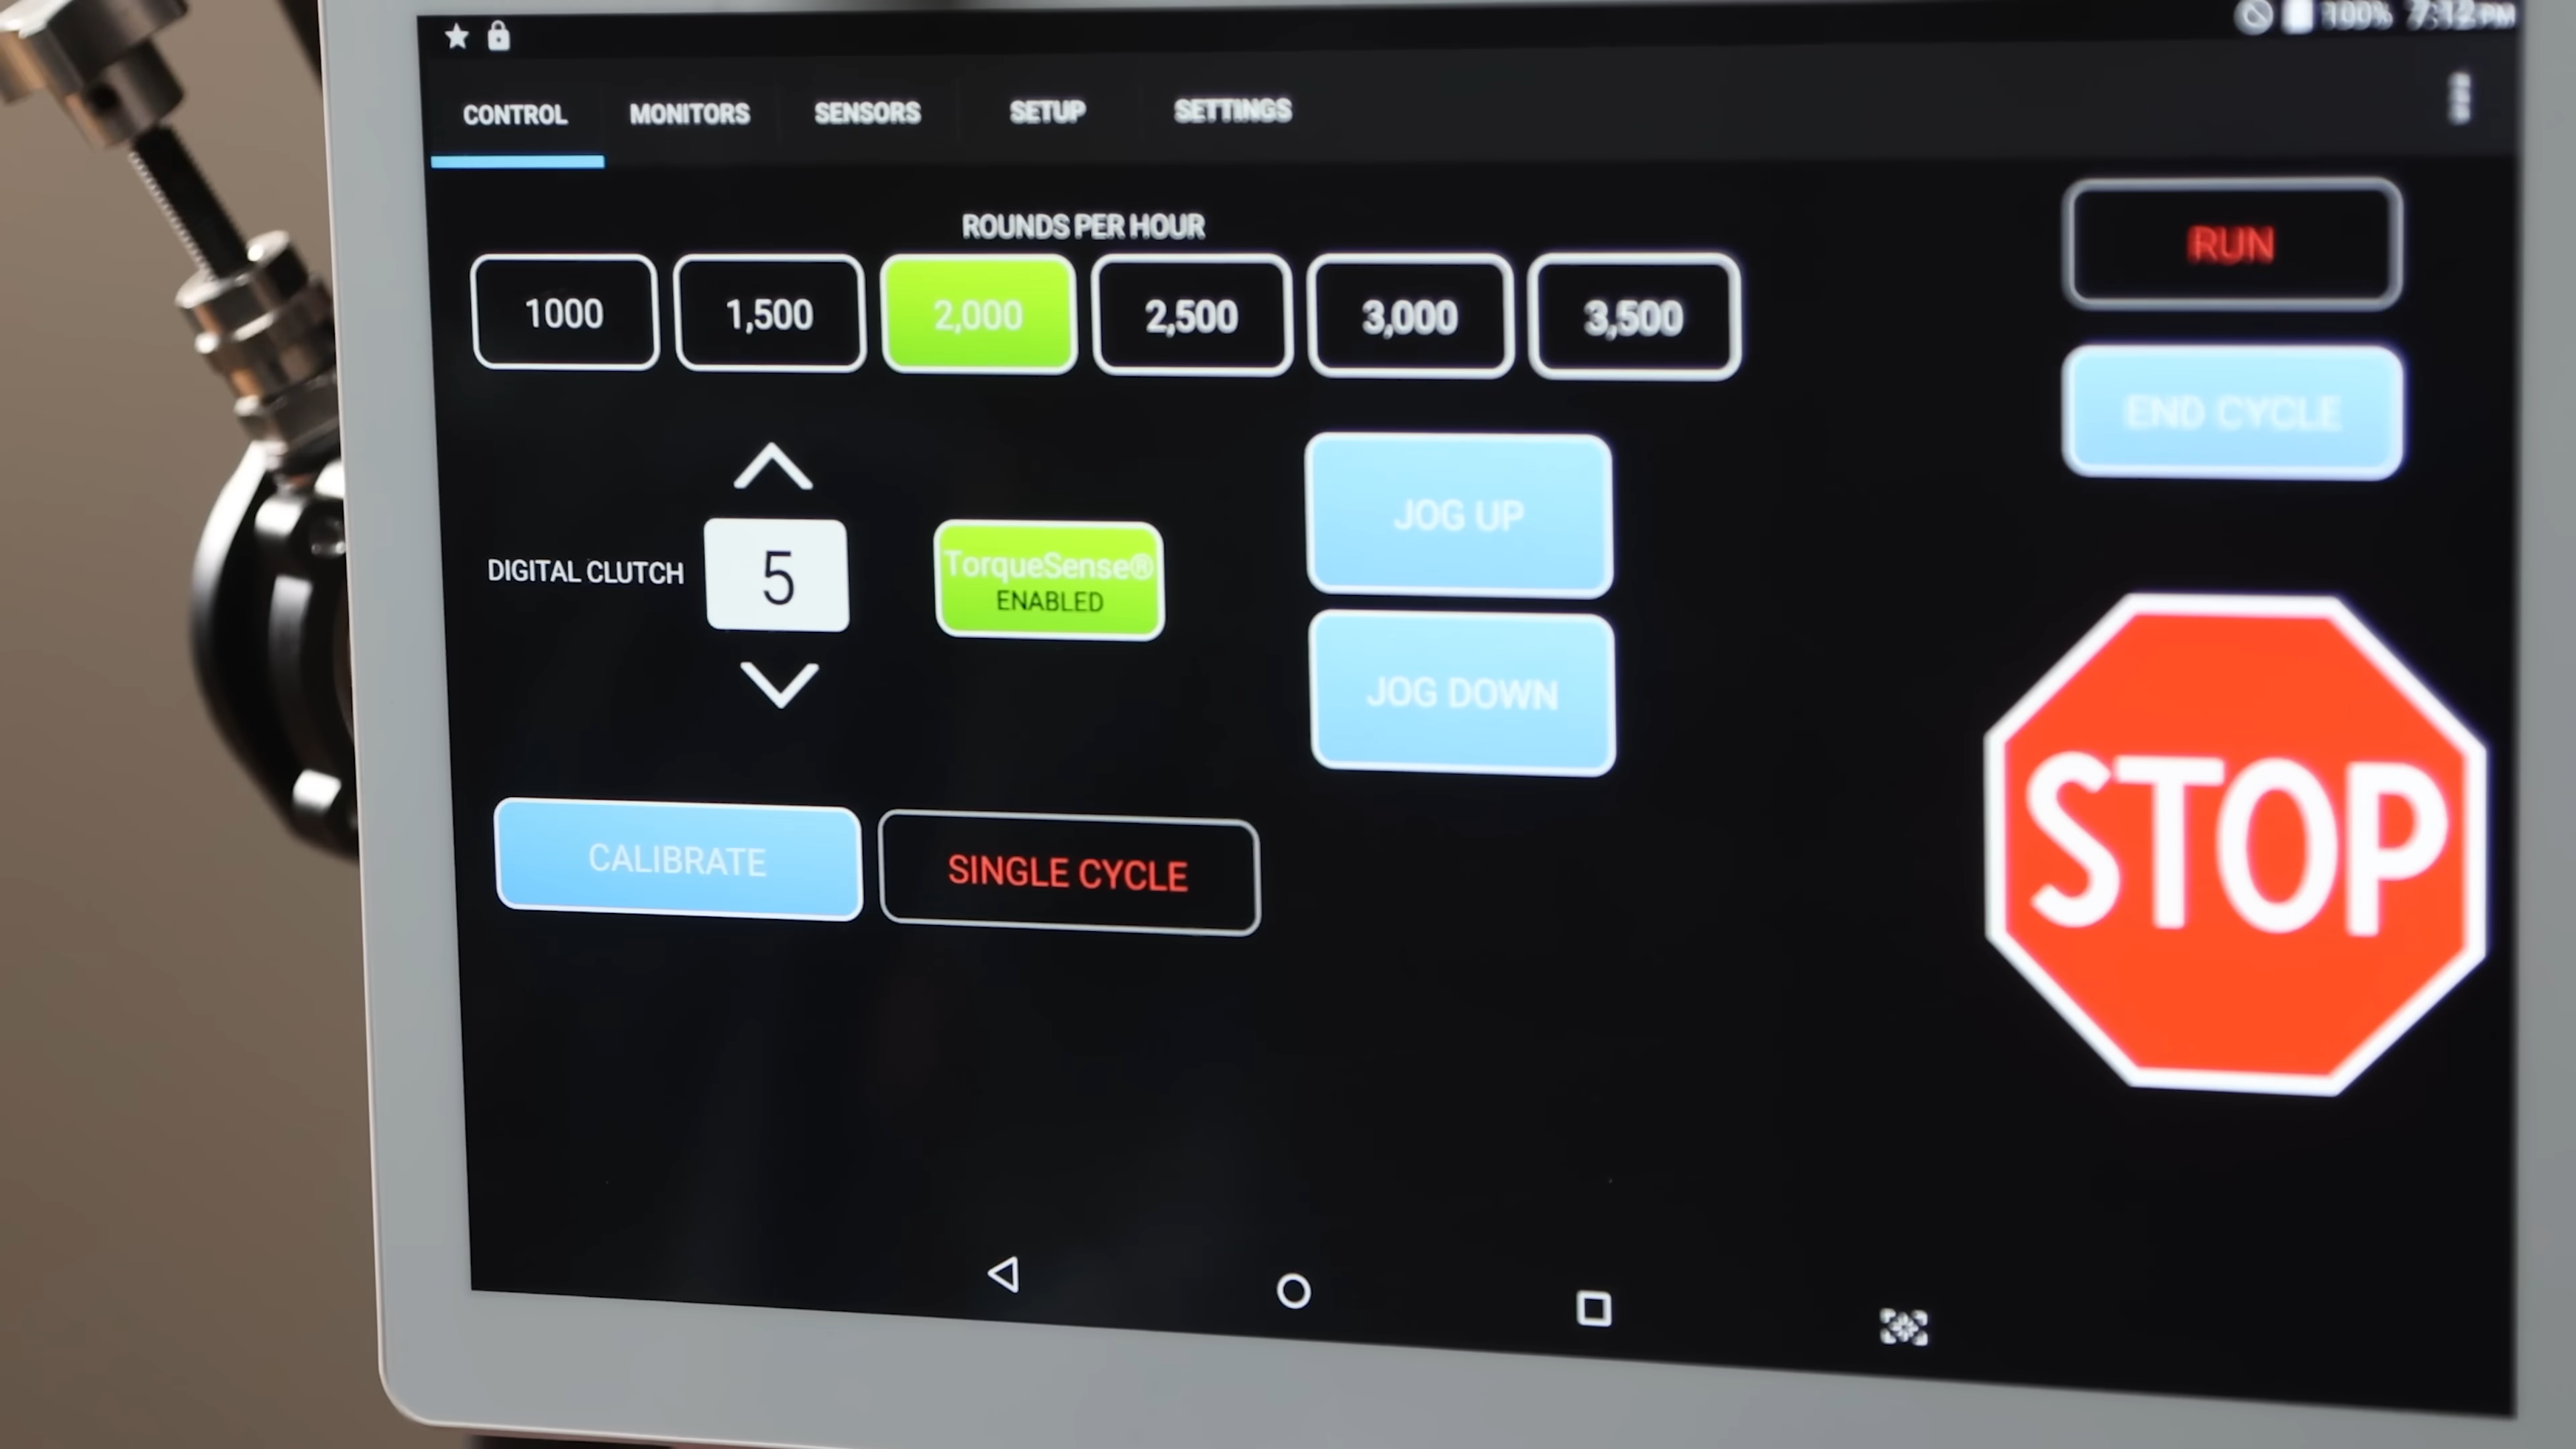 100% 7:12 PM
CONTROL MONITORS SENSORS SETUP SETTINGS
ROUNDS PER HOUR
1000 1,500 2,000 2,500 3,000 3,500
RUN
END CYCLE
DIGITAL CLUTCH
5
TorqueSense®
ENABLED
JOG UP
JOG DOWN
CALIBRATE
SINGLE CYCLE
STOP